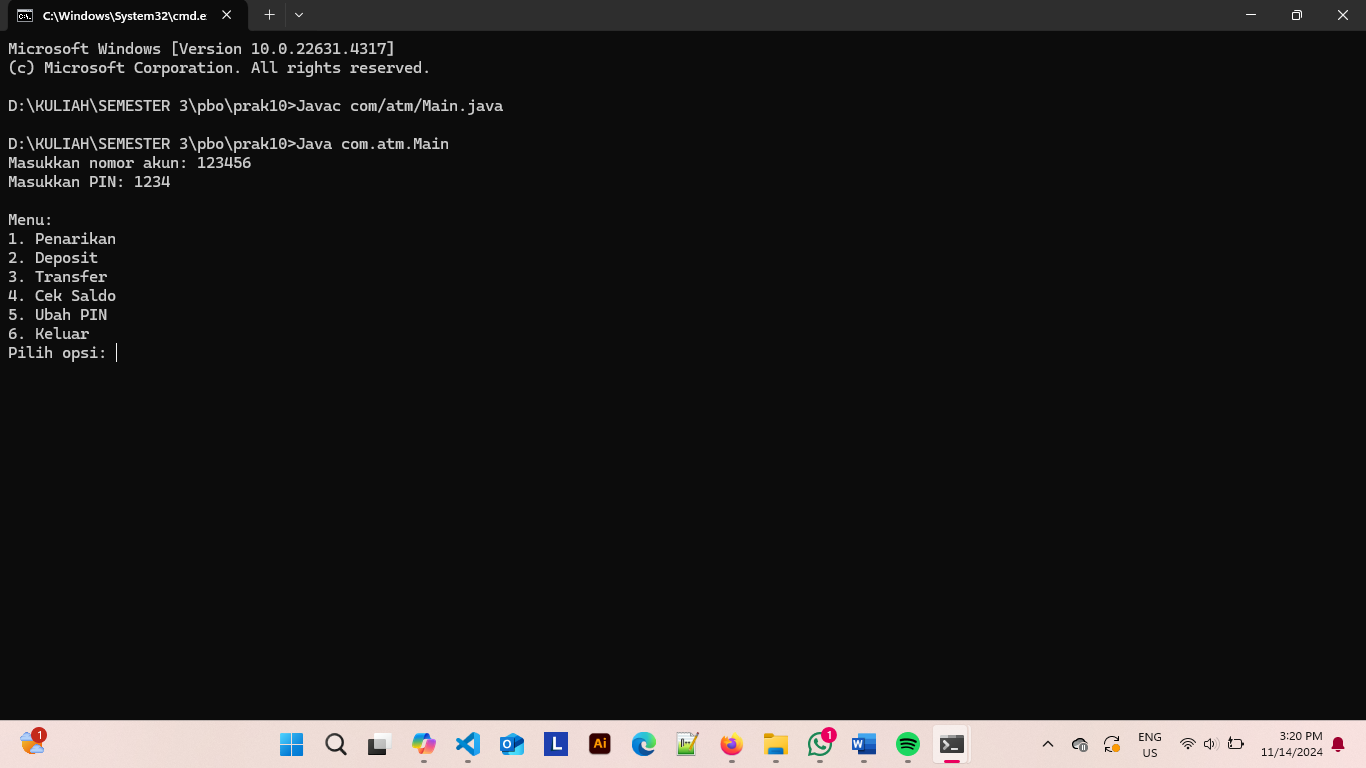 C:\Windows\System32\cmd.e
Microsoft Windows [Version 10.0.22631.4317]
(c) Microsoft Corporation. All rights reserved.
D:\KULIAH\SEMESTER 3\pbo\prak10>Javac com/atm/Main.java
D:\KULIAH\SEMESTER 3\pbo\prak10>Java com.atm.Main
Masukkan nomor akun: 123456
Masukkan PIN: 1234
Menu:
1. Penarikan
2. Deposit
3. Transfer
4. Cek Saldo
5. Ubah PIN
6. Keluar
Pilih opsi:
1
L
Ai
1
W
ENG
US
3:20 PM
11/14/2024